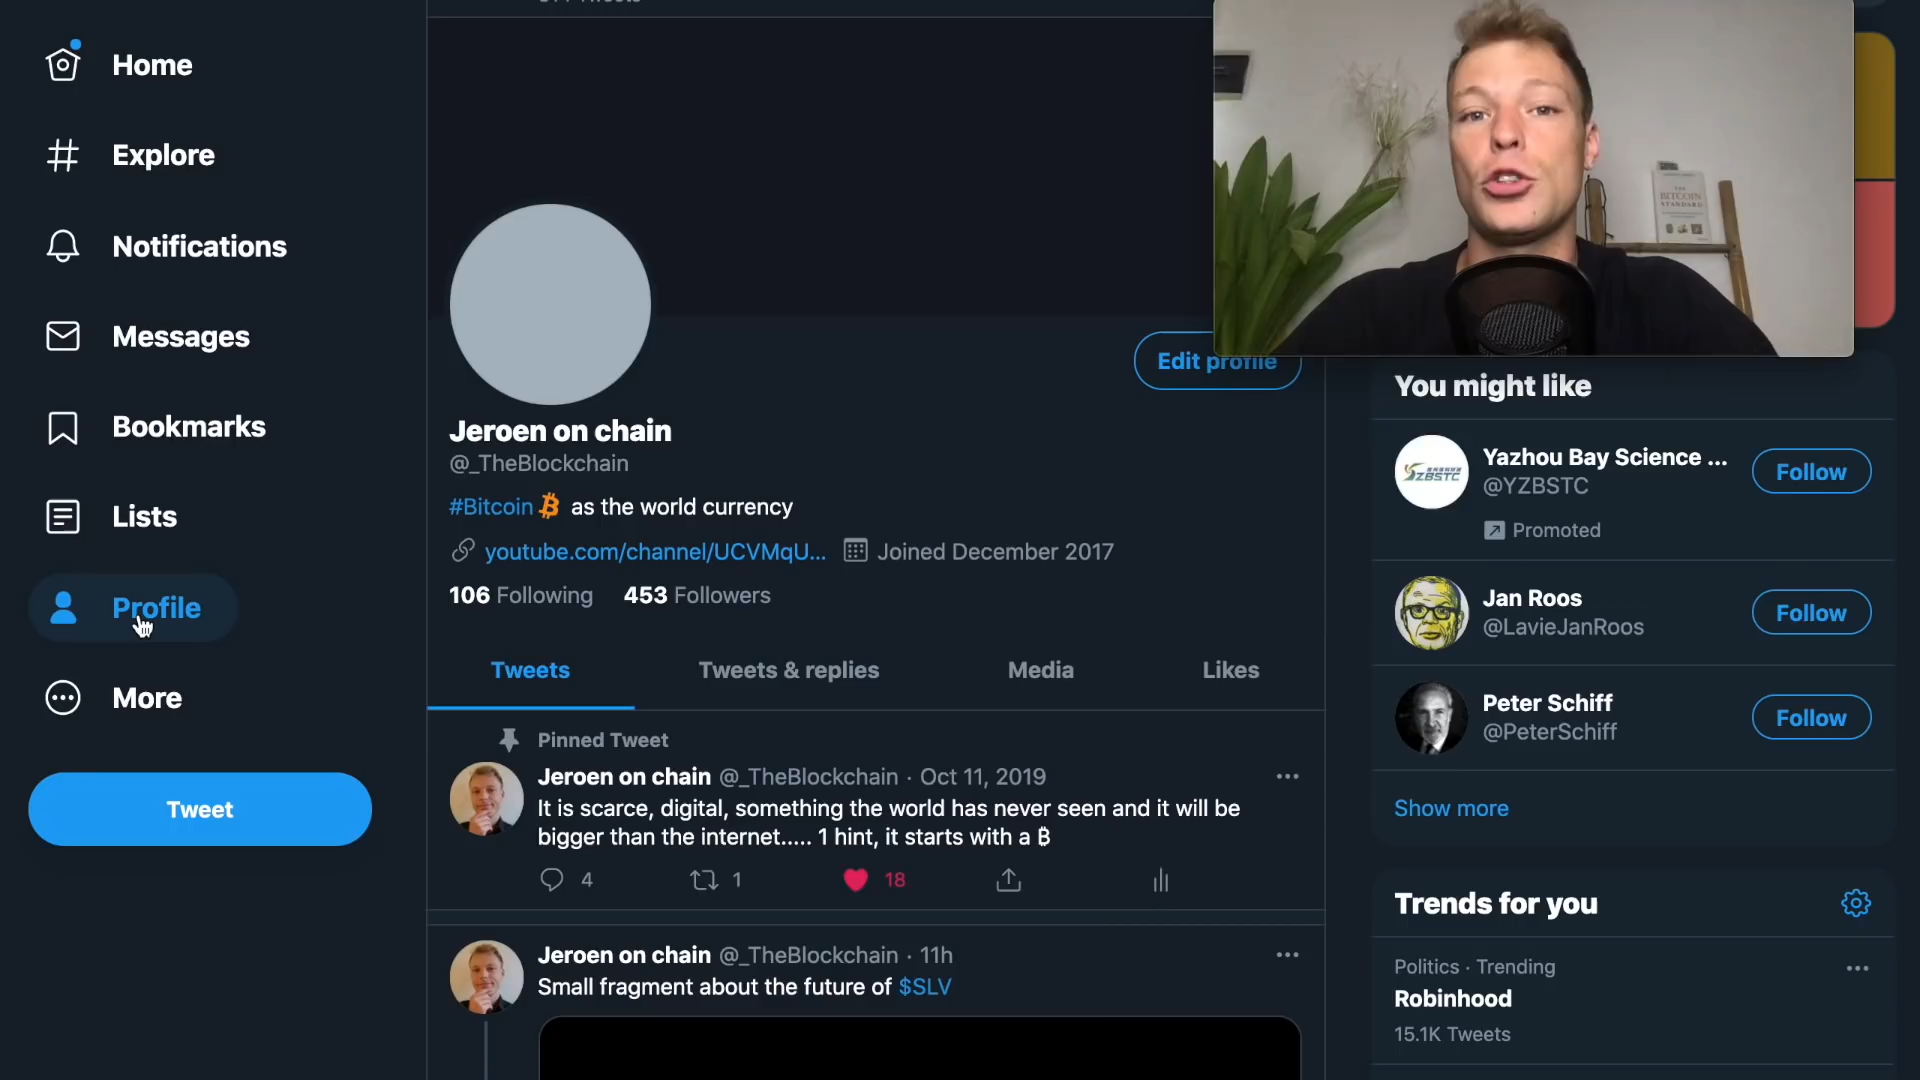 Home
Explore
Notifications
Messages
Bookmarks
Lists
Profile
More
Tweet
Edit profile
Jeroen on chain
@_TheBlockchain
#Bitcoin as the world currency
youtube.com/channel/UCVMqU... Joined December 2017
106 Following 453 Followers
Tweets Tweets & replies Media Likes
Pinned Tweet
Jeroen on chain @_TheBlockchain · Oct 11, 2019
It is scarce, digital, something the world has never seen and it will be
bigger than the internet..... 1 hint, it starts with a ₿
4 1 18
Jeroen on chain @_TheBlockchain · 11h
Small fragment about the future of $SLV
THE
BITCOIN
STANDARD
You might like
Yazhou Bay Science ...
@YZBSTC
Follow
Promoted
SZBSTC
Jan Roos
@LavieJanRoos
Follow
Peter Schiff
@PeterSchiff
Follow
Show more
Trends for you
Politics · Trending
Robinhood
15.1K Tweets